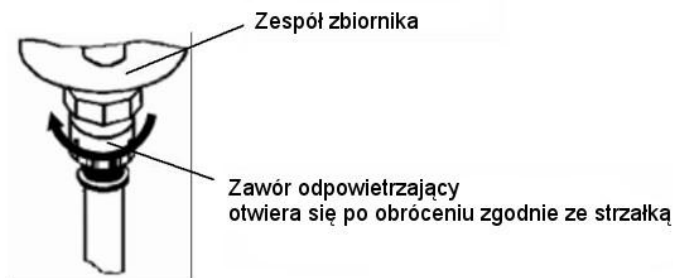 Zespół zbiornika
Zawór odpowietrzający
otwiera się po obróceniu zgodnie ze strzałką